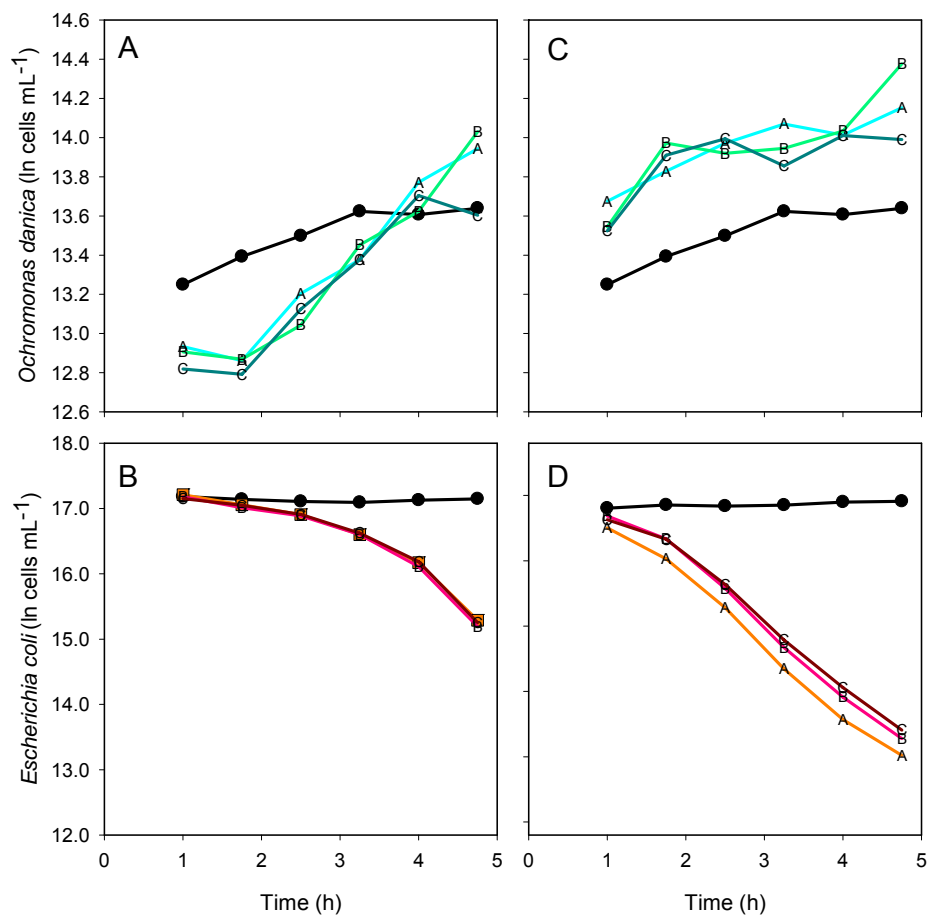 A
C
Ochromonas danica (ln cells mL⁻¹)
14.6
14.4
14.2
14.0
13.8
13.6
13.4
13.2
13.0
12.8
12.6
B
D
Escherichia coli (ln cells mL⁻¹)
18.0
17.0
16.0
15.0
14.0
13.0
12.0
0 1 2 3 4 5
0 1 2 3 4 5
Time (h)
Time (h)